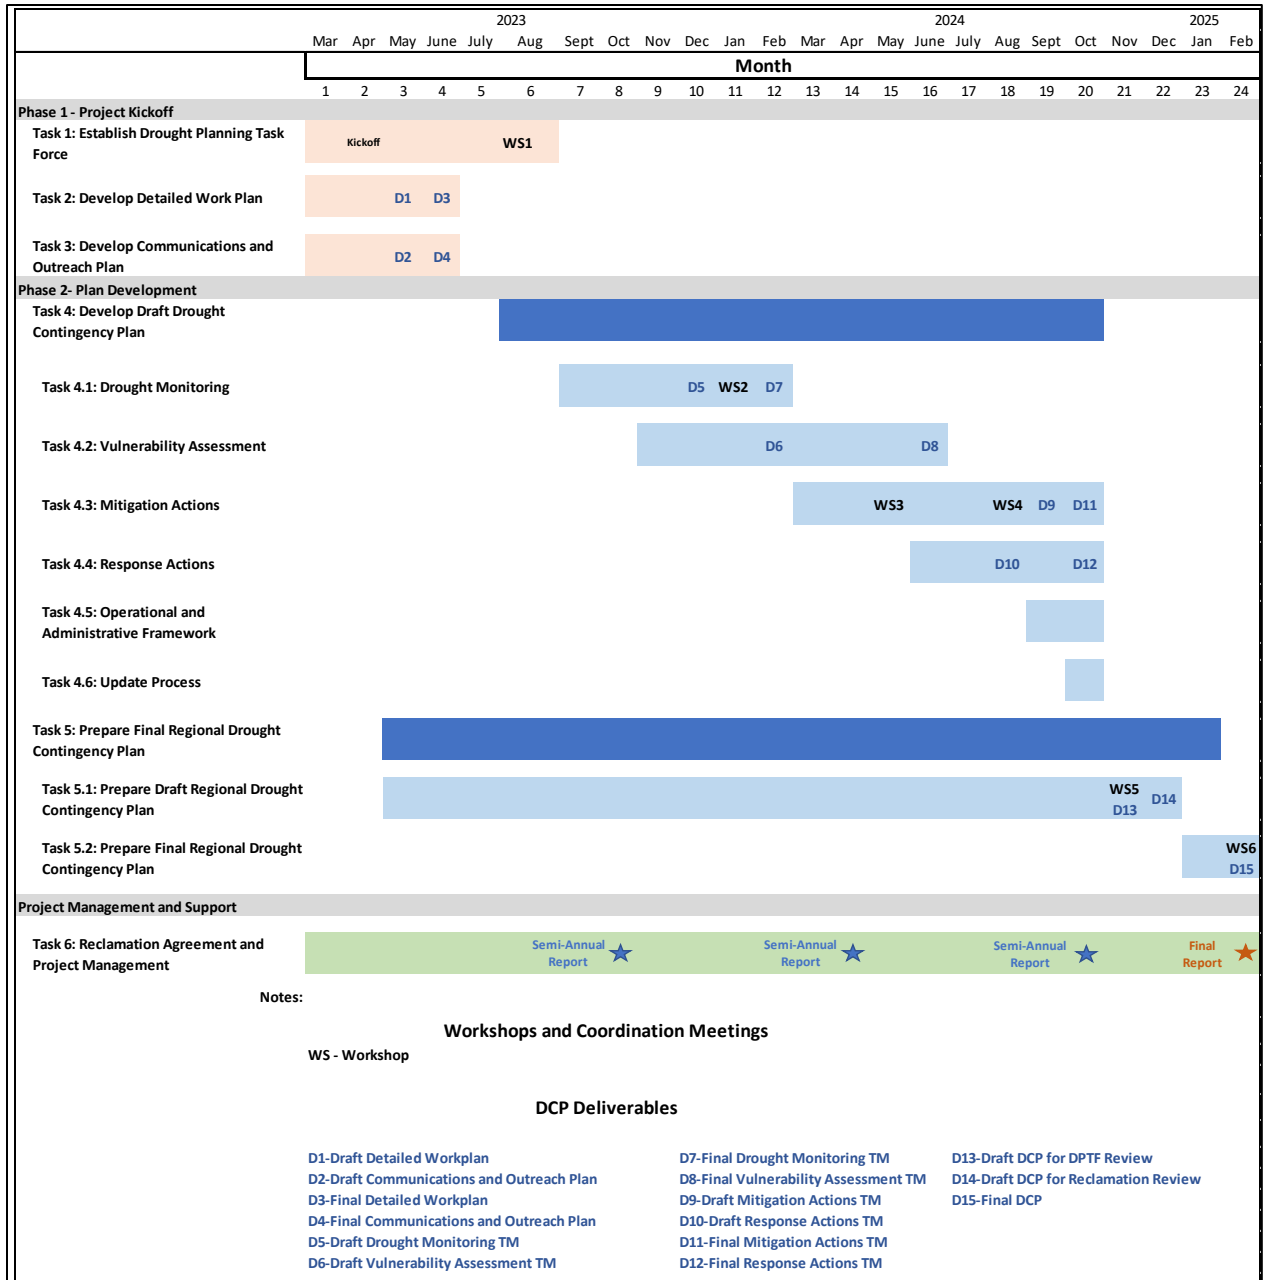 2023 2024 2025
Mar Apr May June July Aug Sept Oct Nov Dec Jan Feb Mar Apr May June July Aug Sept Oct Nov Dec Jan Feb
Month
1 2 3 4 5 6 7 8 9 10 11 12 13 14 15 16 17 18 19 20 21 22 23 24
Phase 1 - Project Kickoff
Task 1: Establish Drought Planning Task
Force
Kickoff WS1
Task 2: Develop Detailed Work Plan D1 D3
Task 3: Develop Communications and
Outreach Plan
D2 D4
Phase 2- Plan Development
Task 4: Develop Draft Drought
Contingency Plan
Task 4.1: Drought Monitoring D5 WS2 D7
Task 4.2: Vulnerability Assessment D6 D8
Task 4.3: Mitigation Actions WS3 WS4 D9 D11
Task 4.4: Response Actions D10 D12
Task 4.5: Operational and
Administrative Framework
Task 4.6: Update Process
Task 5: Prepare Final Regional Drought
Contingency Plan
Task 5.1: Prepare Draft Regional Drought
Contingency Plan
WS5
D13
D14
Task 5.2: Prepare Final Regional Drought
Contingency Plan
WS6
D15
Project Management and Support
Task 6: Reclamation Agreement and
Project Management
Semi-Annual
Report
Semi-Annual
Report
Semi-Annual
Report
Final
Report
Notes:
Workshops and Coordination Meetings
WS - Workshop
DCP Deliverables
D1-Draft Detailed Workplan
D2-Draft Communications and Outreach Plan
D3-Final Detailed Workplan
D4-Final Communications and Outreach Plan
D5-Draft Drought Monitoring TM
D6-Draft Vulnerability Assessment TM
D7-Final Drought Monitoring TM
D8-Final Vulnerability Assessment TM
D9-Draft Mitigation Actions TM
D10-Draft Response Actions TM
D11-Final Mitigation Actions TM
D12-Final Response Actions TM
D13-Draft DCP for DPTF Review
D14-Draft DCP for Reclamation Review
D15-Final DCP